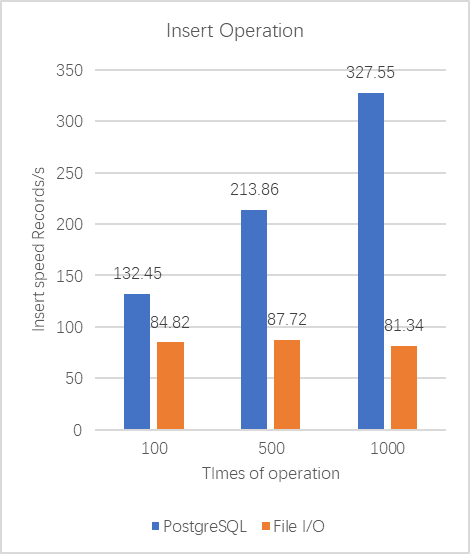 Insert Operation
350
300
250
200
150
100
50
0
Insert speed Records/s
132.45
84.82
213.86
87.72
327.55
81.34
100 500 1000
TImes of operation
PostgreSQL File I/O